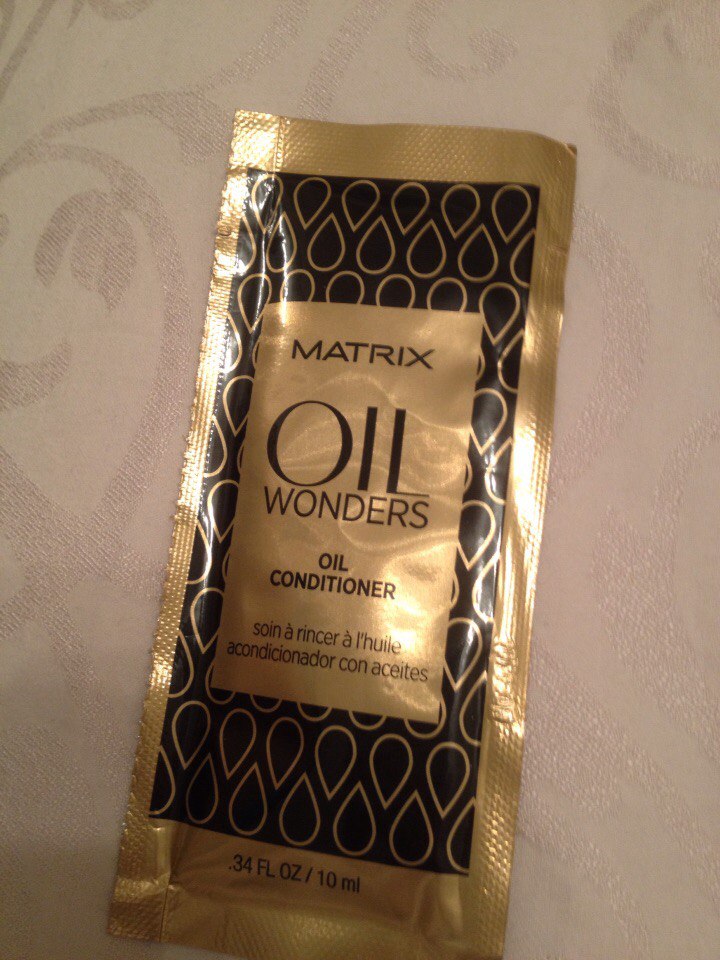 MATRIX
OIL
WONDERS
OIL
CONDITIONER
soin à rincer à l'huile
acondicionador con aceites
.34 FL OZ / 10 ml